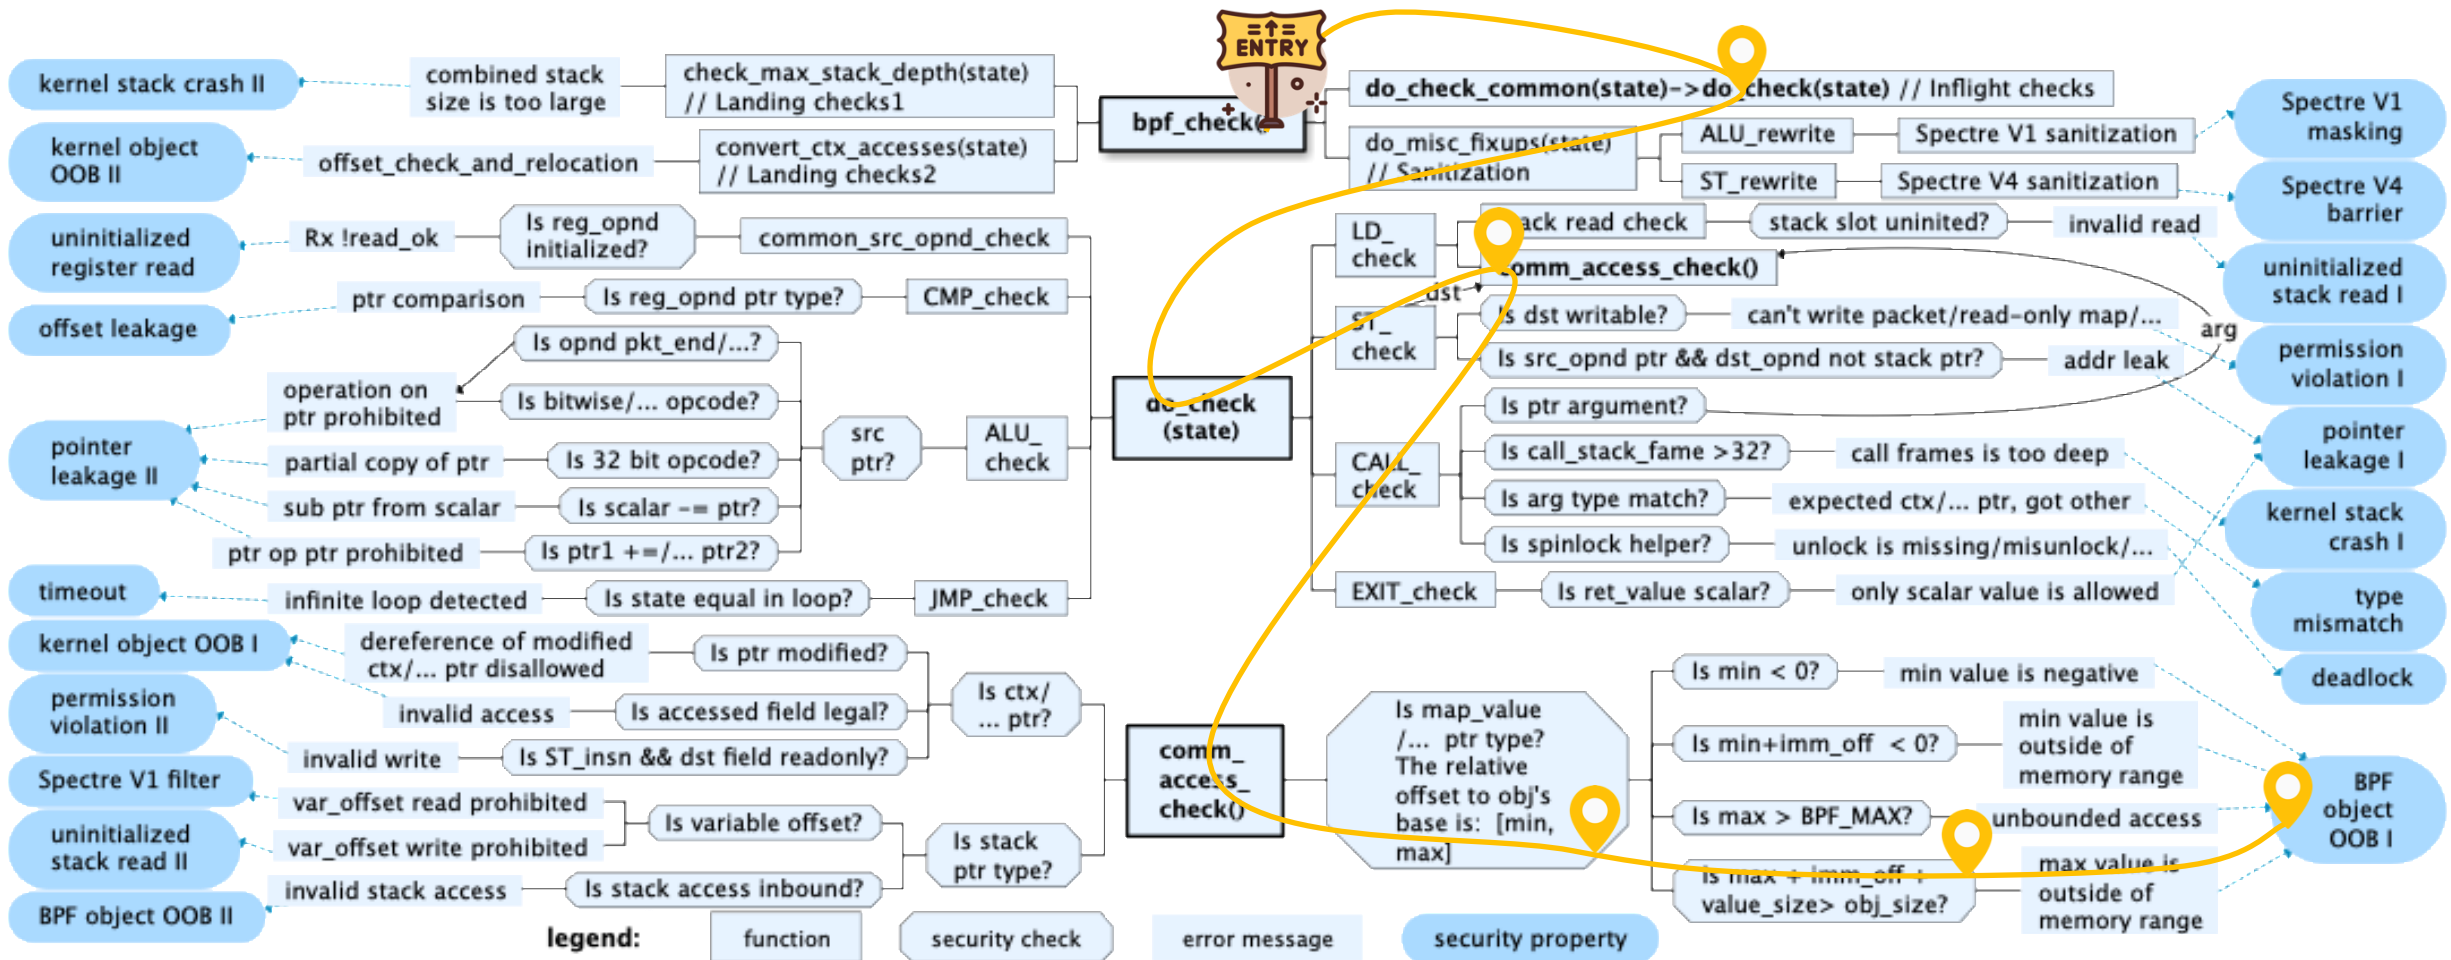 ENTRY
kernel stack crash II
combined stack
size is too large
check_max_stack_depth(state)
// Landing checks1
bpf_check()
do_check_common(state)->do_check(state) // Inflight checks
kernel object
OOB II
offset_check_and_relocation
convert_ctx_accesses(state)
// Landing checks2
do_misc_fixups(state)
// Sanitization
ALU_rewrite
Spectre V1 sanitization
Spectre V1
masking
ST_rewrite
Spectre V4 sanitization
Spectre V4
barrier
uninitialized
register read
Rx !read_ok
Is reg_opnd
initialized?
common_src_opnd_check
LD_
check
ack read check
stack slot uninited?
invalid read
uninitialized
stack read I
comm_access_check()
offset leakage
ptr comparison
Is reg_opnd ptr type?
CMP_check
dst
ST_
check
Is dst writable?
can't write packet/read-only map/...
arg
permission
violation I
Is src_opnd ptr && dst_opnd not stack ptr?
addr leak
Is opnd pkt_end/...?
operation on
ptr prohibited
Is bitwise/... opcode?
pointer
leakage II
partial copy of ptr
Is 32 bit opcode?
src
ptr?
ALU_
check
sub ptr from scalar
Is scalar -= ptr?
ptr op ptr prohibited
Is ptr1 +=/... ptr2?
do_check
(state)
CALL_
check
Is ptr argument?
Is call_stack_fame >32?
call frames is too deep
pointer
leakage I
Is arg type match?
expected ctx/... ptr, got other
kernel stack
crash I
Is spinlock helper?
unlock is missing/misunlock/...
timeout
infinite loop detected
Is state equal in loop?
JMP_check
EXIT_check
Is ret_value scalar?
only scalar value is allowed
type
mismatch
deadlock
kernel object OOB I
dereference of modified
ctx/... ptr disallowed
Is ptr modified?
permission
violation II
invalid access
Is accessed field legal?
Is ctx/
... ptr?
invalid write
Is ST_insn && dst field readonly?
Spectre V1 filter
var_offset read prohibited
Is variable offset?
uninitialized
stack read II
var_offset write prohibited
Is stack
ptr type?
BPF object OOB II
invalid stack access
Is stack access inbound?
comm_
access_
check()
Is map_value
/... ptr type?
The relative
offset to obj's
base is: [min,
max]
Is min < 0?
min value is negative
Is min+imm_off < 0?
min value is
outside of
memory range
Is max > BPF_MAX?
unbounded access
BPF
object
OOB I
Is max + imm_off +
value_size> obj_size?
max value is
outside of
memory range
legend:
function
security check
error message
security property